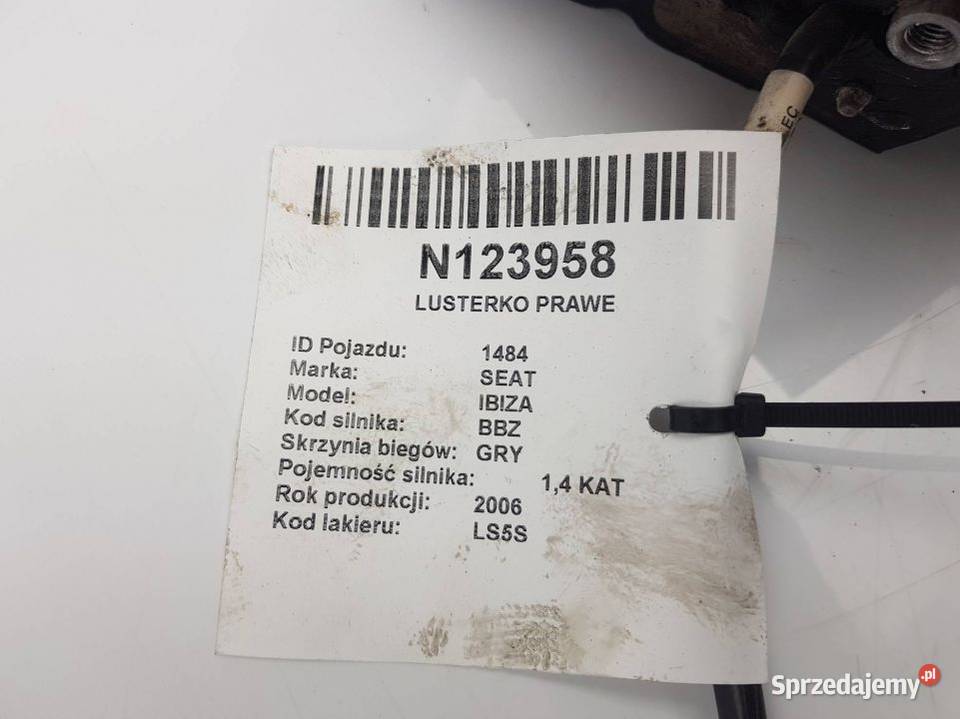 EC
N123958
LUSTERKO PRAWE
ID Pojazdu: 1484
Marka: SEAT
Model: IBIZA
Kod silnika: BBZ
Skrzynia biegów: GRY
Pojemność silnika: 1,4 KAT
Rok produkcji: 2006
Kod lakieru: LS5S
Sprzedajemy.pl